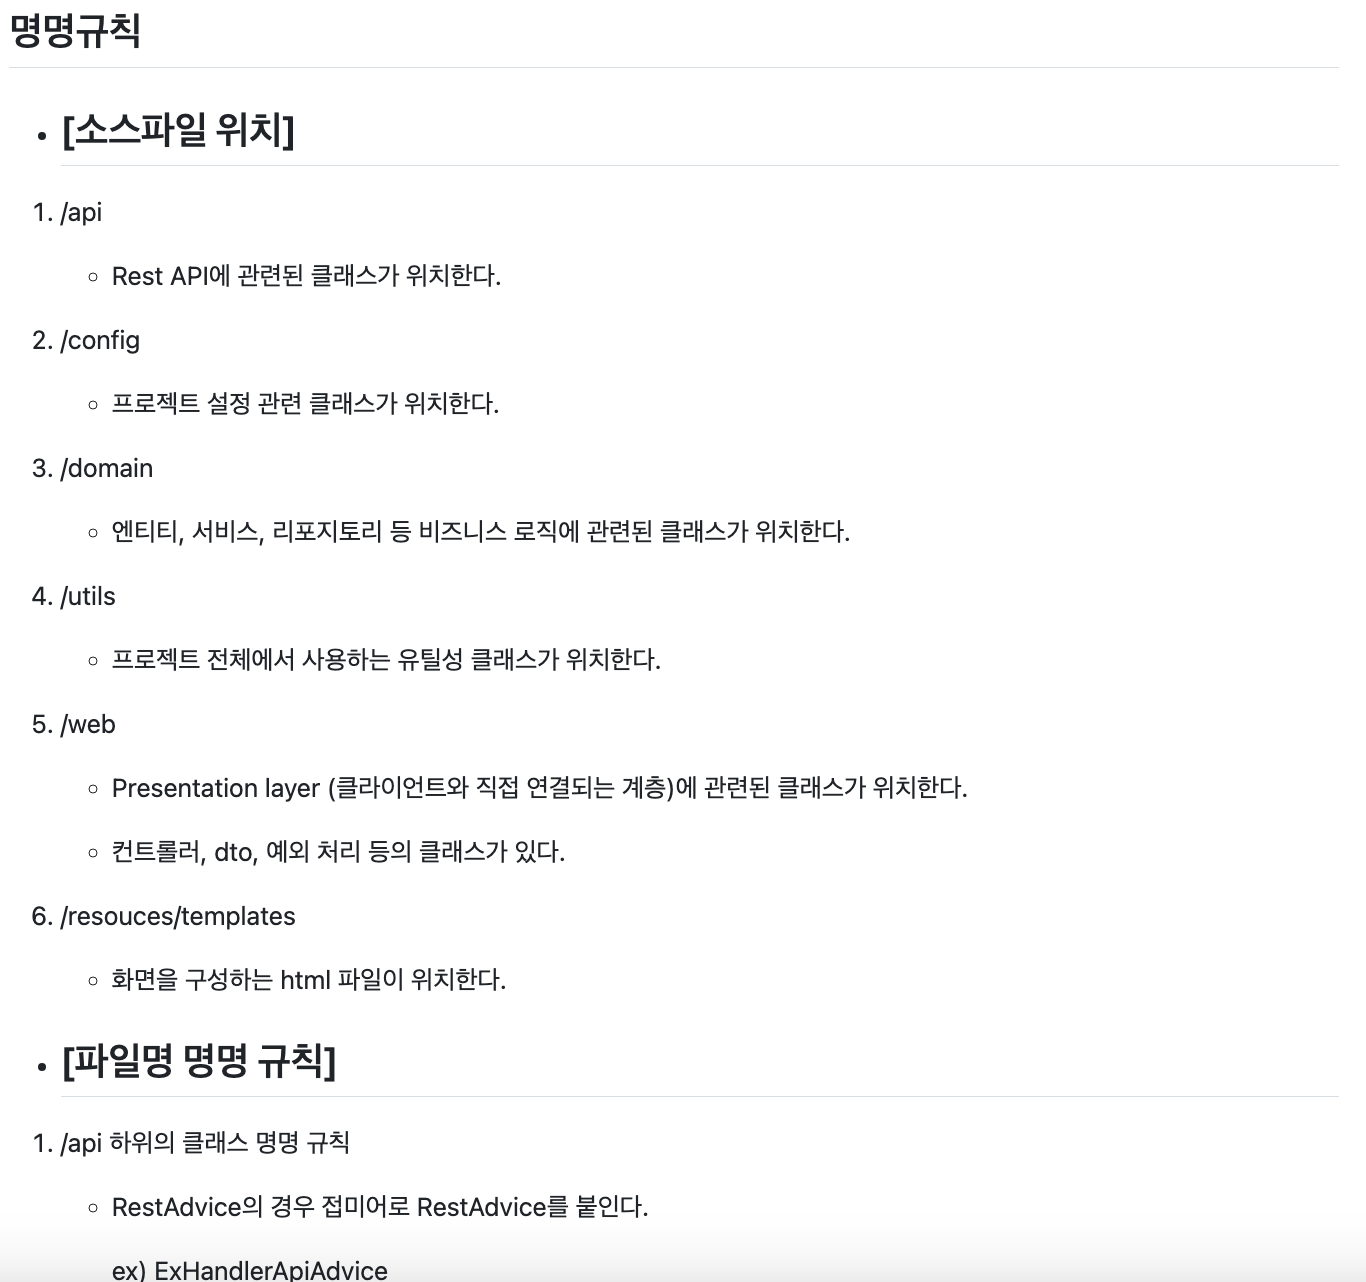 명명규칙
• [소스파일 위치]
1. /api
◦ Rest API에 관련된 클래스가 위치한다.
2. /config
◦ 프로젝트 설정 관련 클래스가 위치한다.
3. /domain
◦ 엔티티, 서비스, 리포지토리 등 비즈니스 로직에 관련된 클래스가 위치한다.
4. /utils
◦ 프로젝트 전체에서 사용하는 유틸성 클래스가 위치한다.
5. /web
◦ Presentation layer (클라이언트와 직접 연결되는 계층)에 관련된 클래스가 위치한다.
◦ 컨트롤러, dto, 예외 처리 등의 클래스가 있다.
6. /resouces/templates
◦ 화면을 구성하는 html 파일이 위치한다.
• [파일명 명명 규칙]
1. /api 하위의 클래스 명명 규칙
◦ RestAdvice의 경우 접미어로 RestAdvice를 붙인다.
ex) ExHandlerApiAdvice